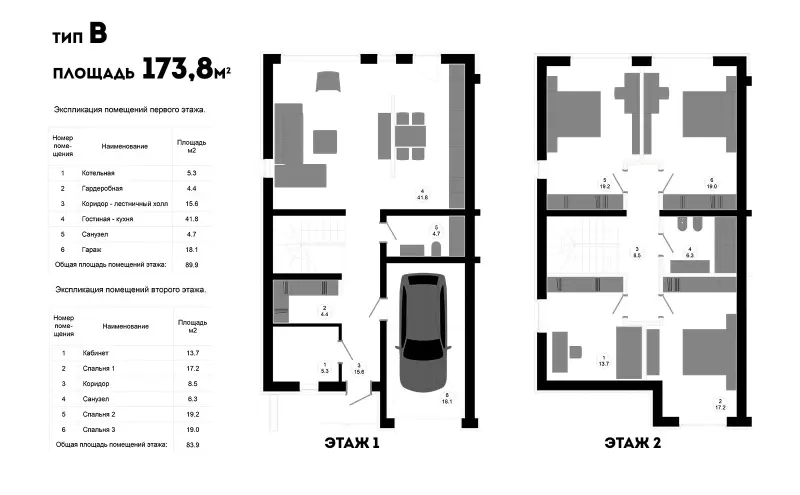 тип В
площадь 173,8м²
Экспликация помещений первого этажа.
Номер поме- щения Наименование Площадь м2
1 Котельная 5.3
2 Гардеробная 4.4
3 Коридор - лестничный холл 15.6
4 Гостиная - кухня 41.8
5 Санузел 4.7
6 Гараж 18.1
Общая площадь помещений этажа: 89.9
Экспликация помещений второго этажа.
Номер поме- щения Наименование Площадь м2
1 Кабинет 13.7
2 Спальня 1 17.2
3 Коридор 8.5
4 Санузел 6.3
5 Спальня 2 19.2
6 Спальня 3 19.0
Общая площадь помещений этажа: 83.9
4
41.8
5
4.7
2
4.4
1
5.3
3
15.6
6
18.1
ЭТАЖ 1
5
19.2
6
19.0
3
8.5
4
6.3
1
13.7
2
17.2
ЭТАЖ 2